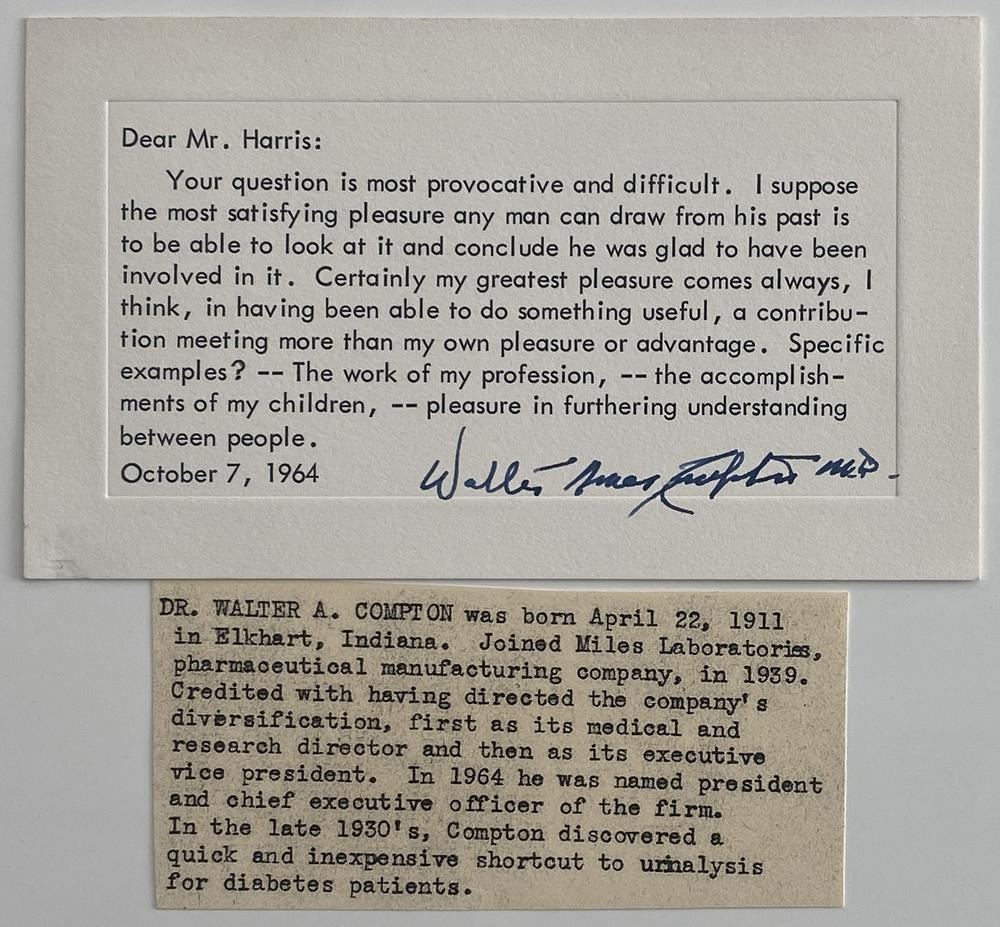 Dear Mr. Harris:
Your question is most provocative and difficult. I suppose
the most satisfying pleasure any man can draw from his past is
to be able to look at it and conclude he was glad to have been
involved in it. Certainly my greatest pleasure comes always, I
think, in having been able to do something useful, a contribu-
tion meeting more than my own pleasure or advantage. Specific
examples? -- The work of my profession, -- the accomplish-
ments of my children, -- pleasure in furthering understanding
between people.
October 7, 1964 Walter Ames Compton M.D.
DR. WALTER A. COMPTON was born April 22, 1911
in Elkhart, Indiana. Joined Miles Laboratories,
pharmaceutical manufacturing company, in 1939.
Credited with having directed the company's
diversification, first as its medical and
research director and then as its executive
vice president. In 1964 he was named president
and chief executive officer of the firm.
In the late 1930's, Compton discovered a
quick and inexpensive shortcut to urinalysis
for diabetes patients.